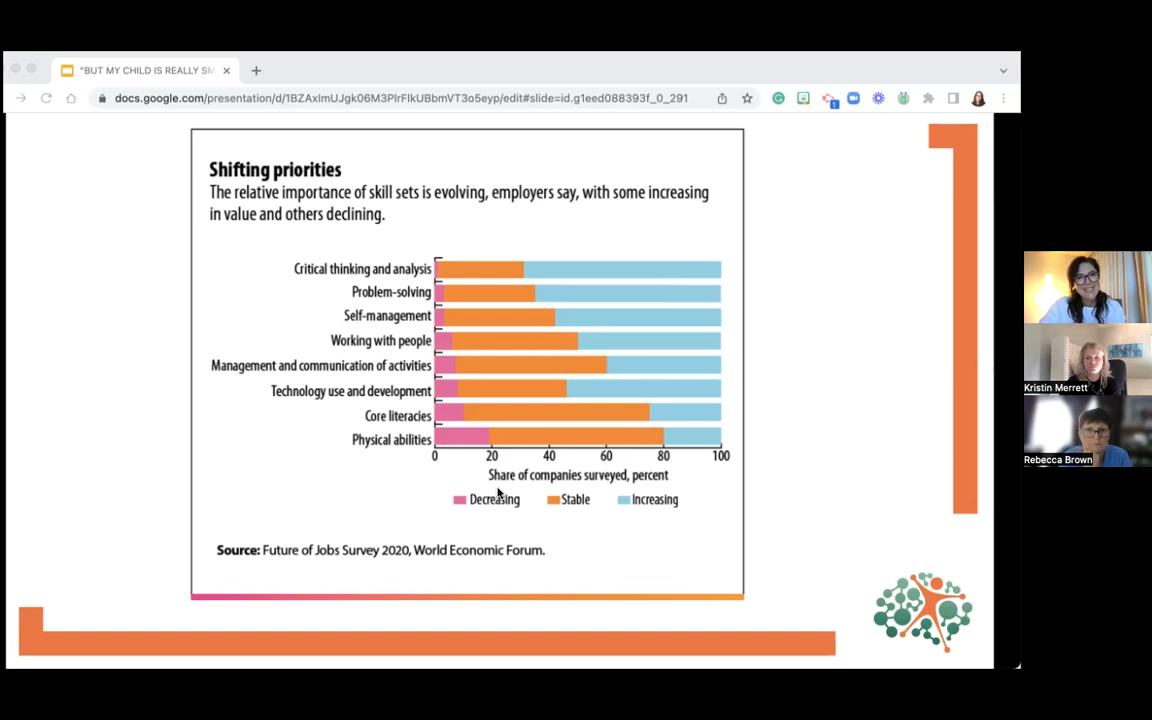 "BUT MY CHILD IS REALLY SM
docs.google.com/presentation/d/1BZAxImUJgk06M3PlrFlkUBbmVT3o5eyp/edit#slide=id.g1eed088393f_0_291
1
Shifting priorities
The relative importance of skill sets is evolving, employers say, with some increasing
in value and others declining.
Critical thinking and analysis
Problem-solving
Self-management
Working with people
Management and communication of activities
Technology use and development
Core literacies
Physical abilities
0 20 40 60 80 100
Share of companies surveyed, percent
Decreasing Stable Increasing
Source: Future of Jobs Survey 2020, World Economic Forum.
Kristin Merrett
Rebecca Brown